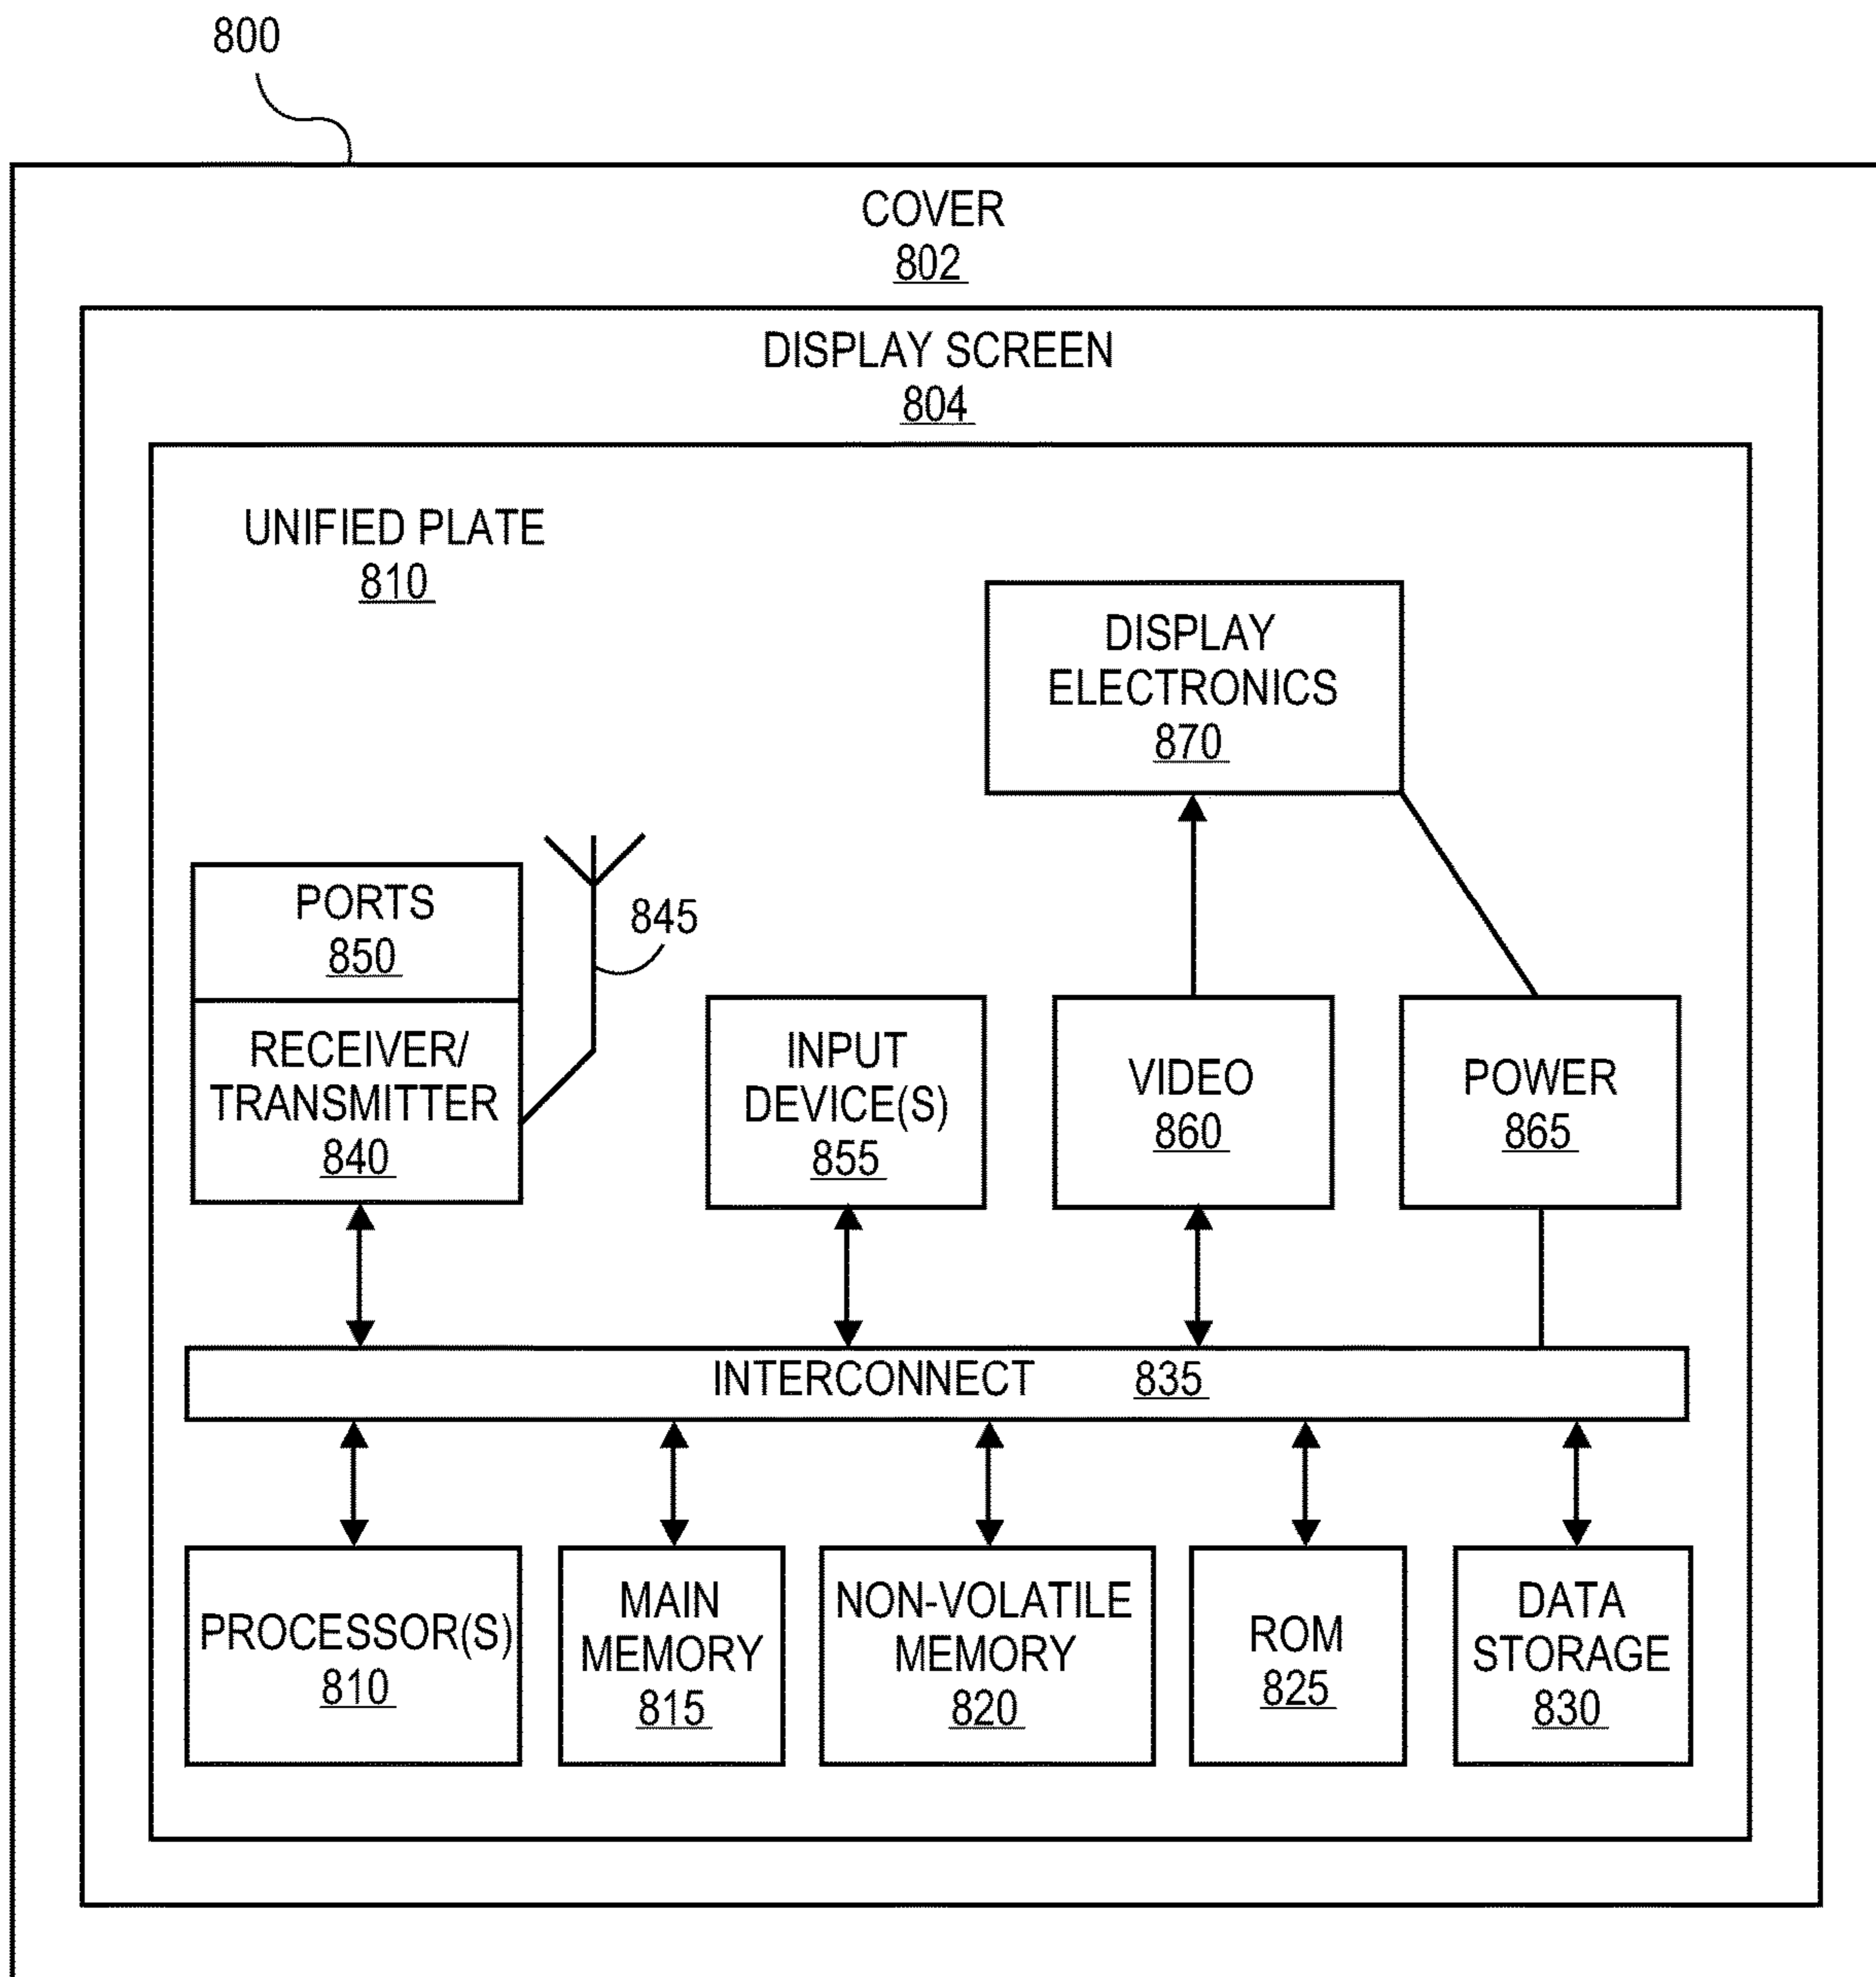 800
COVER
802
DISPLAY SCREEN
804
UNIFIED PLATE
810
DISPLAY
ELECTRONICS
870
PORTS
850
845
RECEIVER/
TRANSMITTER
840
INPUT
DEVICE(S)
855
VIDEO
860
POWER
865
INTERCONNECT 835
PROCESSOR(S)
810
MAIN
MEMORY
815
NON-VOLATILE
MEMORY
820
ROM
825
DATA
STORAGE
830